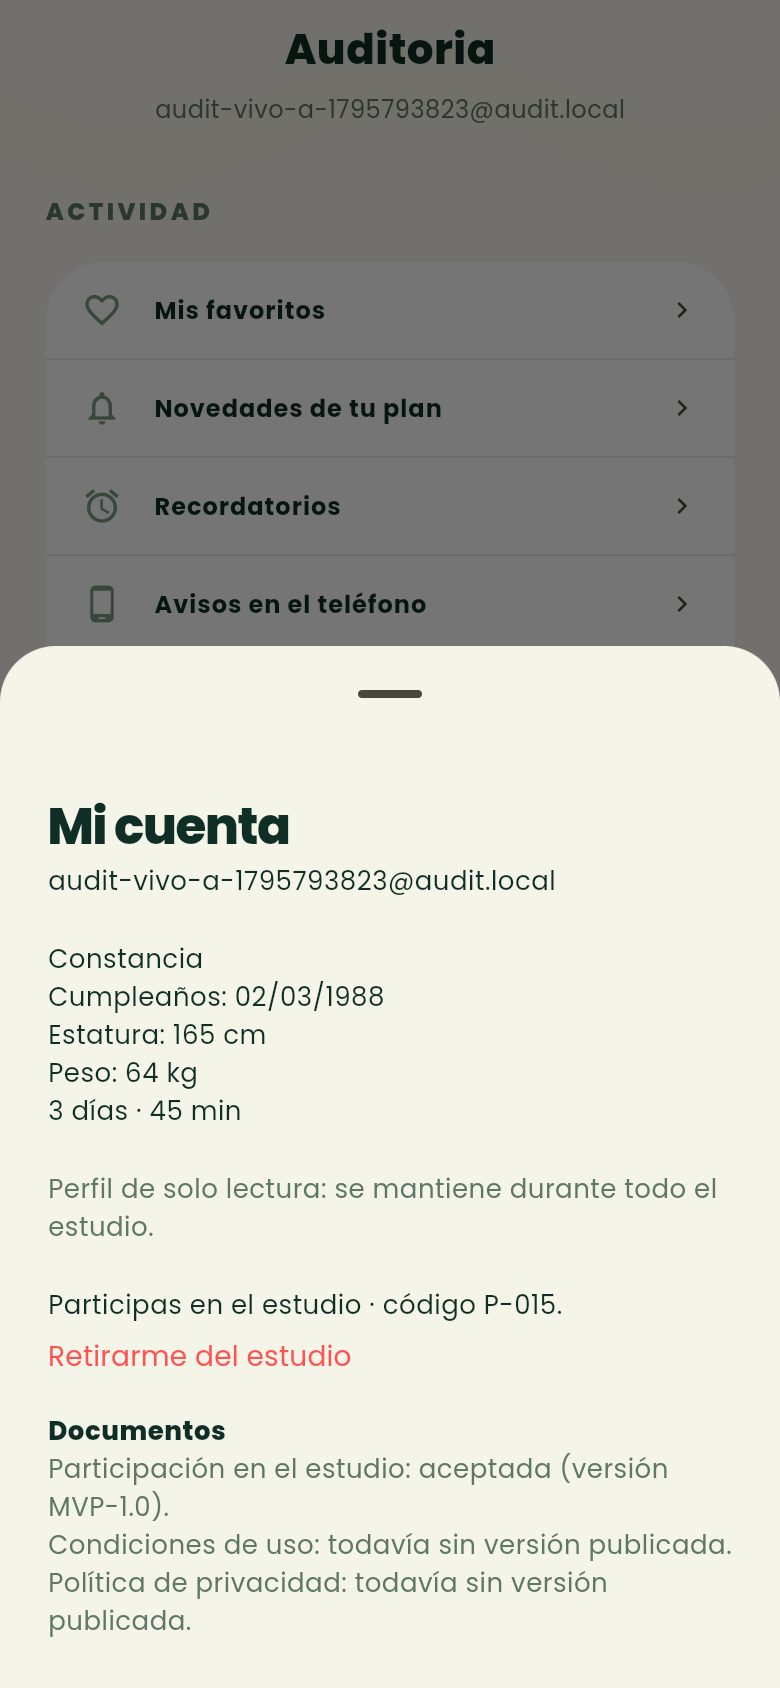 Auditoria
audit-vivo-a-1795793823@audit.local
ACTIVIDAD
Mis favoritos
Novedades de tu plan
Recordatorios
Avisos en el teléfono
Mi cuenta
audit-vivo-a-1795793823@audit.local
Constancia
Cumpleaños: 02/03/1988
Estatura: 165 cm
Peso: 64 kg
3 días · 45 min
Perfil de solo lectura: se mantiene durante todo el
estudio.
Participas en el estudio · código P-015.
Retirarme del estudio
Documentos
Participación en el estudio: aceptada (versión
MVP-1.0).
Condiciones de uso: todavía sin versión publicada.
Política de privacidad: todavía sin versión
publicada.